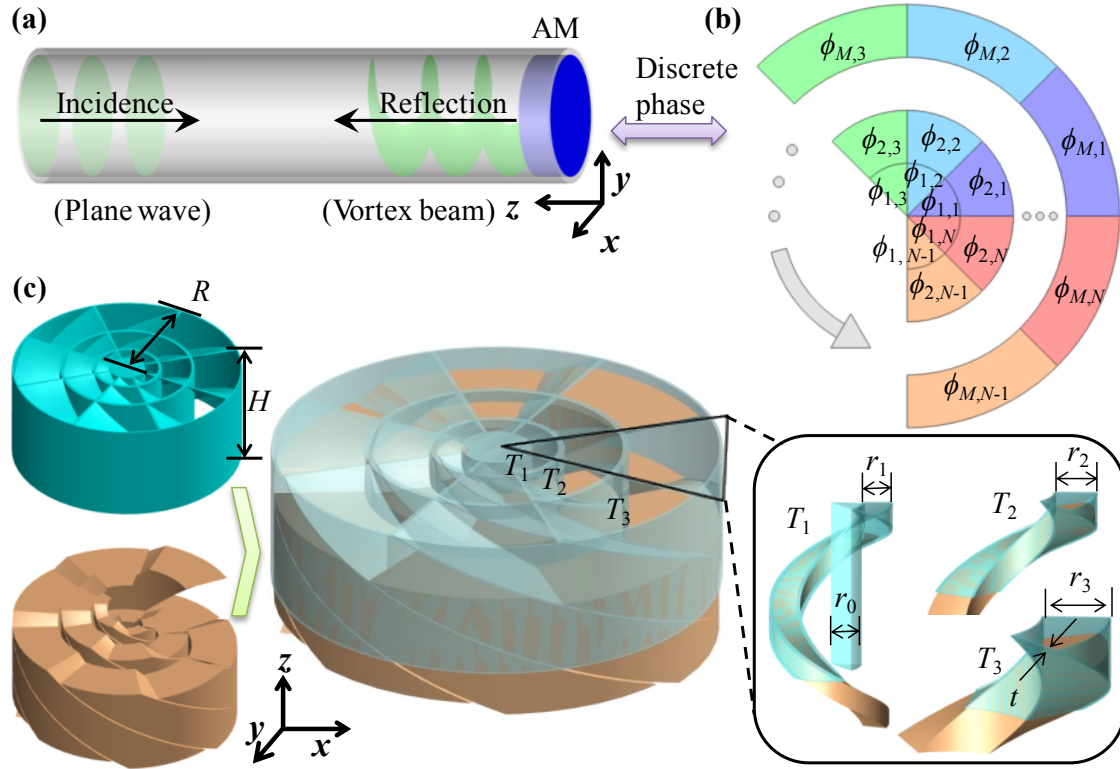 (a)
AM
Incidence
Reflection
(Plane wave)
(Vortex beam)
z
y
x
Discrete
phase
(b)
ϕM,3
ϕM,2
ϕM,1
ϕ2,3
ϕ2,2
ϕ2,1
ϕ1,3
ϕ1,2
ϕ1,1
ϕ1,N
ϕ1,N-1
ϕ2,N
ϕ2,N-1
ϕM,N
ϕM,N-1
(c)
R
H
T1
T2
T3
z
y
x
T1
r1
r0
T2
r2
T3
r3
t